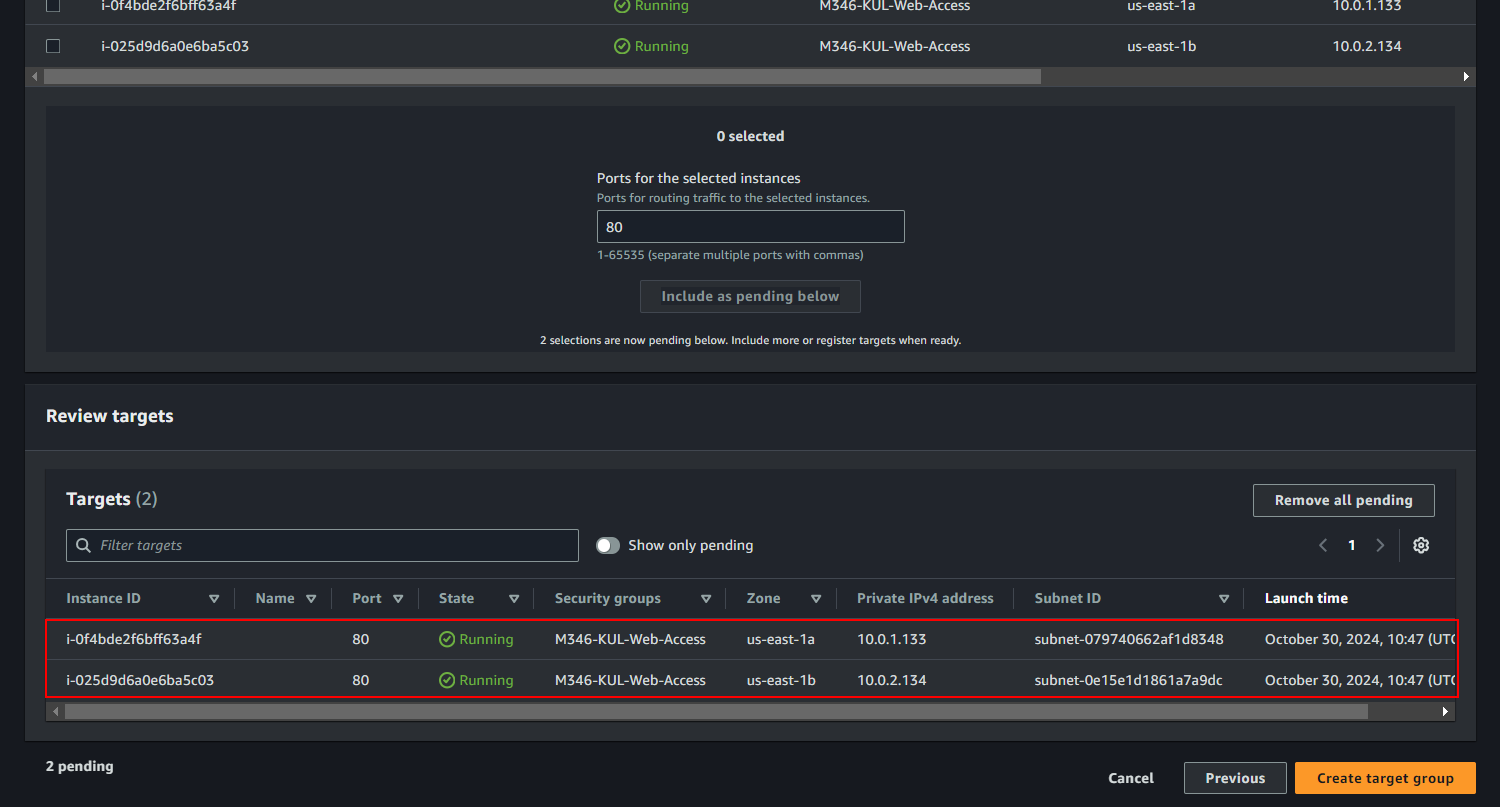 i-0f4bde2f6bff63a4f Running M346-KUL-Web-Access us-east-1a 10.0.1.133
i-025d9d6a0e6ba5c03 Running M346-KUL-Web-Access us-east-1b 10.0.2.134
0 selected
Ports for the selected instances
Ports for routing traffic to the selected instances.
80
1-65535 (separate multiple ports with commas)
Include as pending below
2 selections are now pending below. Include more or register targets when ready.
Review targets
Targets (2) Remove all pending
Filter targets Show only pending 1
Instance ID Name Port State Security groups Zone Private IPv4 address Subnet ID Launch time
i-0f4bde2f6bff63a4f 80 Running M346-KUL-Web-Access us-east-1a 10.0.1.133 subnet-079740662af1d8348 October 30, 2024, 10:47 (UTC
i-025d9d6a0e6ba5c03 80 Running M346-KUL-Web-Access us-east-1b 10.0.2.134 subnet-0e15e1d1861a7a9dc October 30, 2024, 10:47 (UTC
2 pending
Cancel Previous Create target group